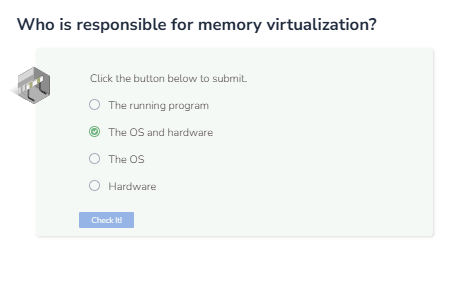 Who is responsible for memory virtualization?
Click the button below to submit.
The running program
The OS and hardware
The OS
Hardware
Check It!